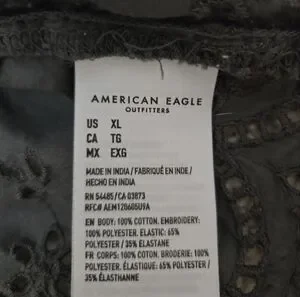 AMERICAN EAGLE
OUTFITTERS
US XL
CA TG
MX EXG
MADE IN INDIA / FABRIQUÉ EN INDE /
HECHO EN INDIA
RN 54485/CA 03873
RFC# AEM120605U9A
EN BODY: 100% COTTON. EMBROIDERY:
100% POLYESTER. ELASTIC: 65%
POLYESTER / 35% ELASTANE
FR CORPS: 100% COTON. BRODERIE: 100%
POLYESTER. ÉLASTIQUE: 65% POLYESTER /
35% ÉLASTHANNE